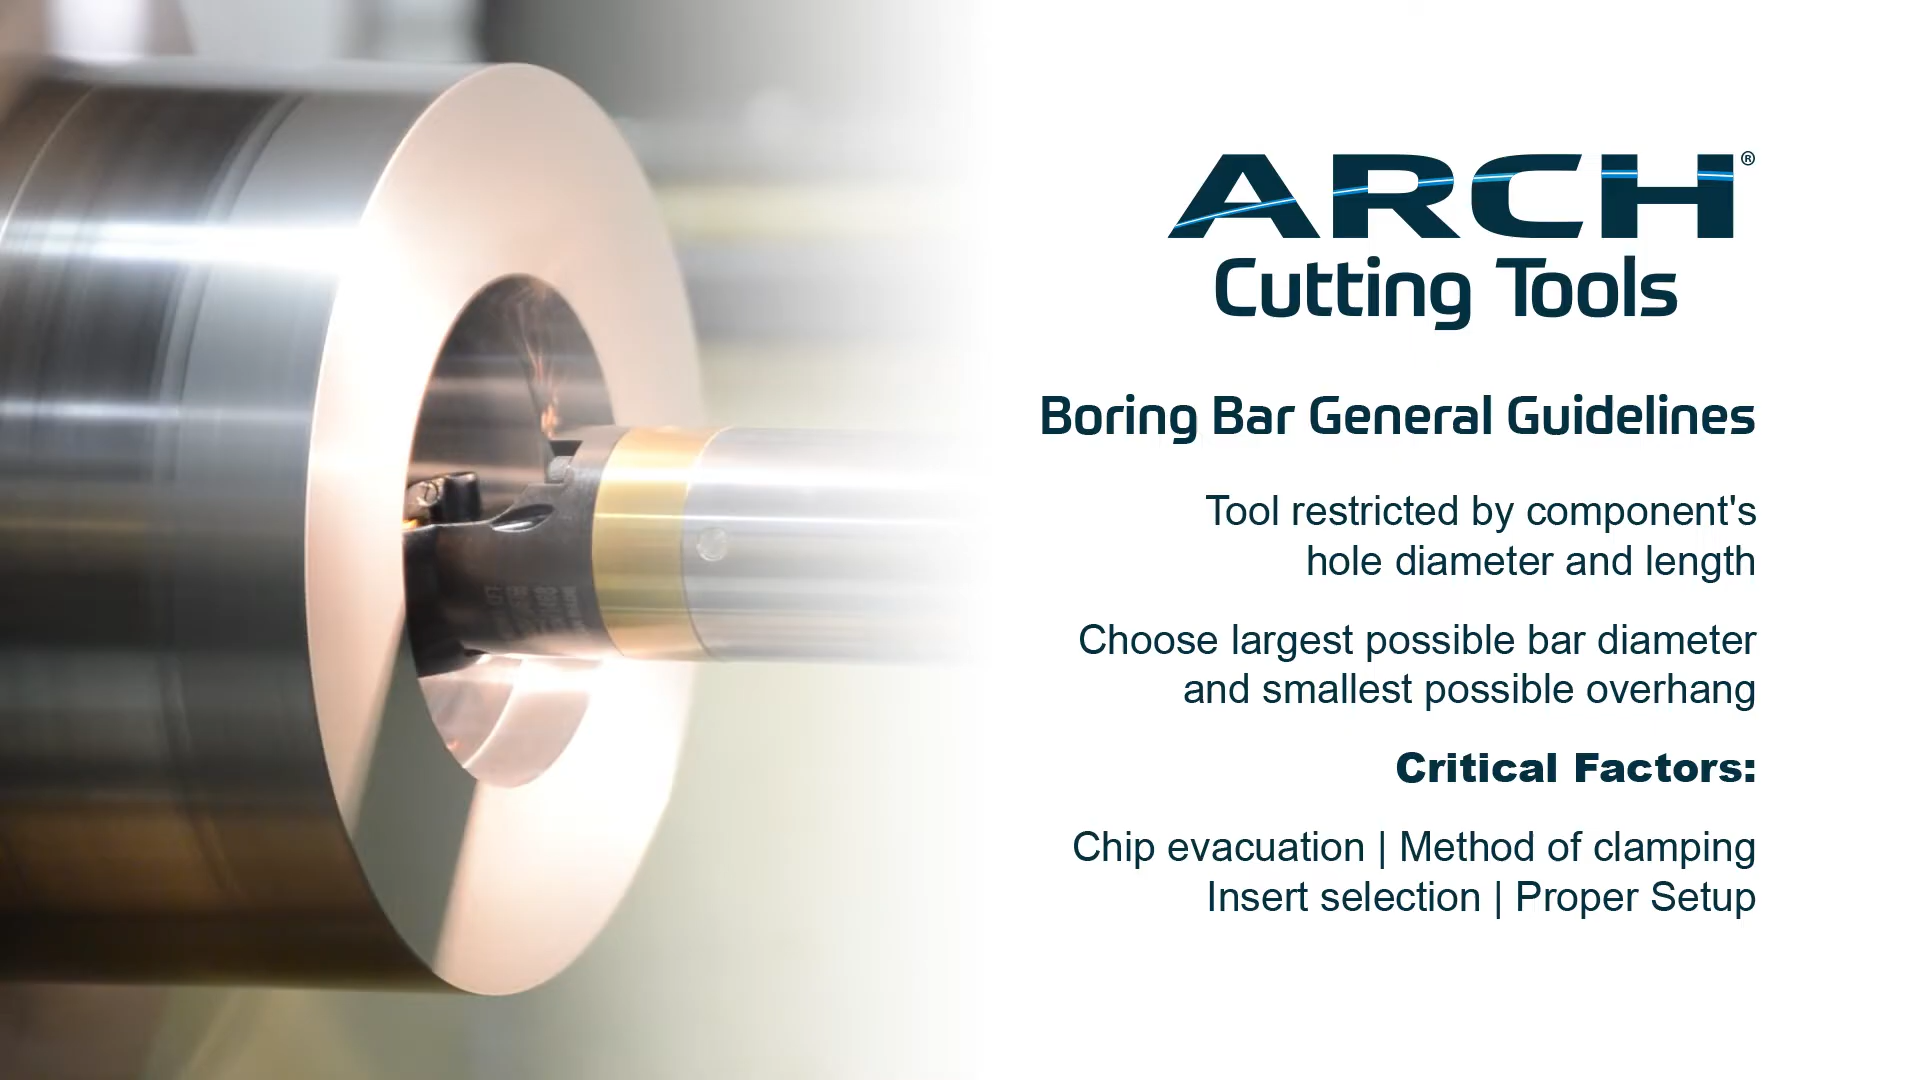 ARCH®
Cutting Tools
Boring Bar General Guidelines
Tool restricted by component's
hole diameter and length
Choose largest possible bar diameter
and smallest possible overhang
Critical Factors:
Chip evacuation | Method of clamping
Insert selection | Proper Setup